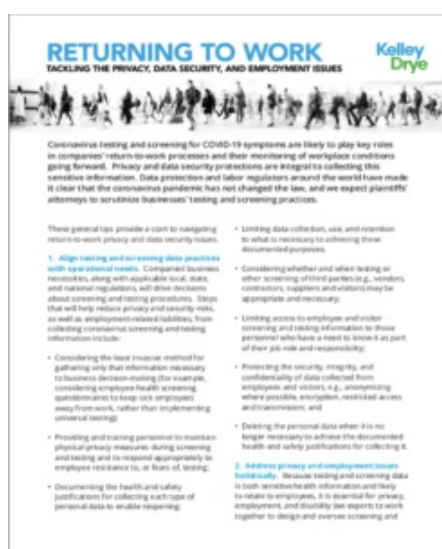 RETURNING TO WORK
Kelley
Drye
TACKLING THE PRIVACY, DATA SECURITY, AND EMPLOYMENT ISSUES
Coronavirus testing and screening for COVID-19 symptoms are likely to play key roles
in companies' return-to-work processes and their monitoring of workplace conditions
going forward. Privacy and data security protections are integral to collecting this
sensitive information. Data protection and labor regulators around the world have made
it clear that the coronavirus pandemic has not changed the law, and we expect plaintiffs'
attorneys to scrutinize businesses' testing and screening practices.
These general tips provide a start to navigating
return-to-work privacy and data security issues.
1. Align testing and screening data practices
with operational needs. Companies' business
necessities, along with applicable local, state,
and national regulations, will drive decisions
about screening and testing procedures. Steps
that will help reduce privacy and security risks,
as well as employment-related liabilities, from
collecting coronavirus screening and testing
information include:
• Considering the least invasive method for
gathering only that information necessary
to business decision-making (for example,
considering employee health screening
questionnaires to keep sick employees
away from work, rather than implementing
universal testing);
• Providing and training personnel to maintain
physical privacy measures during screening
and testing and to respond appropriately to
employee resistance to, or fears of, testing;
• Documenting the health and safety
justifications for collecting each type of
personal data to enable reopening;
• Limiting data collection, use, and retention
to what is necessary to achieving these
documented purposes;
• Considering whether and when testing or
other screening of third parties (e.g., vendors,
contractors, suppliers and visitors) may be
appropriate and necessary;
• Limiting access to employee and visitor
screening and testing information to those
personnel who have a need to know it as part
of their job role and responsibility;
• Protecting the security, integrity, and
confidentiality of data collected from
employees and visitors, e.g., anonymizing
where possible, encryption, restricted access
and transmission; and
• Deleting the personal data when it is no
longer necessary to achieve the documented
health and safety justifications for collecting it.
2. Address privacy and employment issues
holistically. Because testing and screening data
is both sensitive health information and likely
to relate to employees, it is essential for privacy,
employment, and disability law experts to work
together to design and oversee screening and